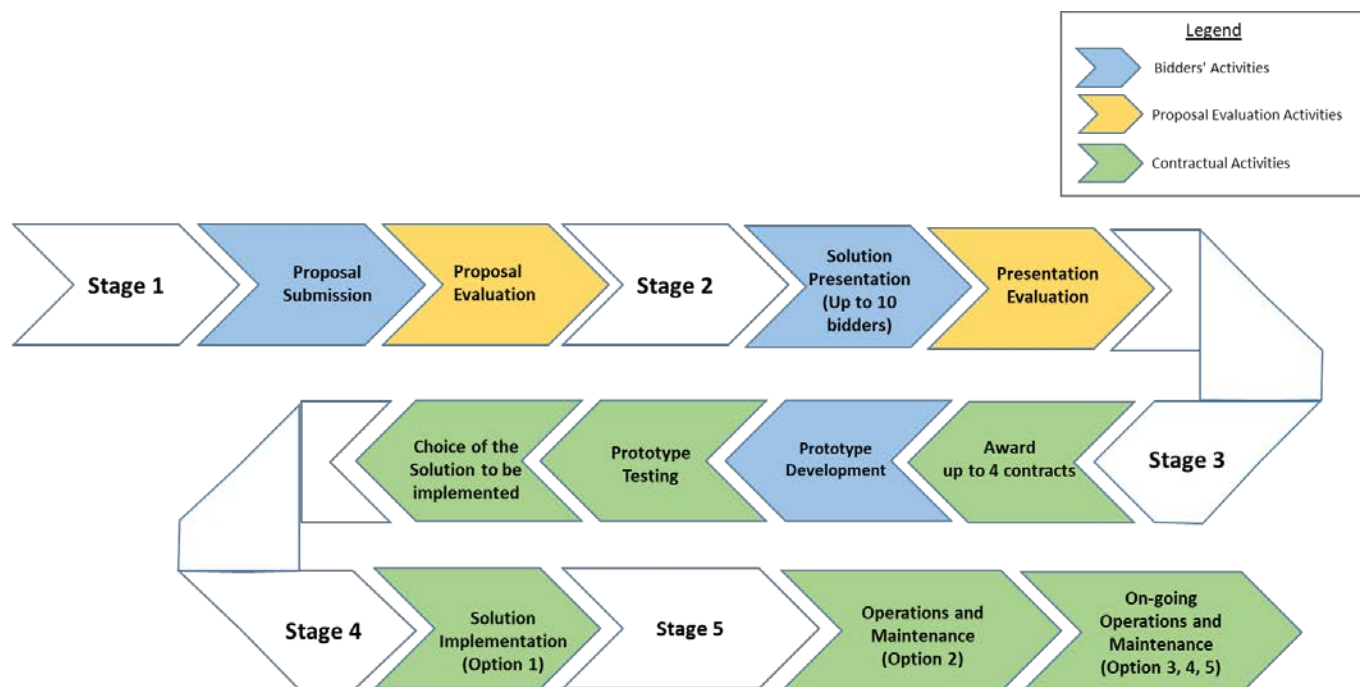 Legend
Bidders' Activities
Proposal Evaluation Activities
Contractual Activities
Stage 1
Proposal
Submission
Proposal
Evaluation
Stage 2
Solution
Presentation
(Up to 10
bidders)
Presentation
Evaluation
Stage 3
Award
up to 4 contracts
Prototype
Development
Prototype
Testing
Choice of the
Solution to be
implemented
Stage 4
Solution
Implementation
(Option 1)
Stage 5
Operations and
Maintenance
(Option 2)
On-going
Operations and
Maintenance
(Option 3, 4, 5)